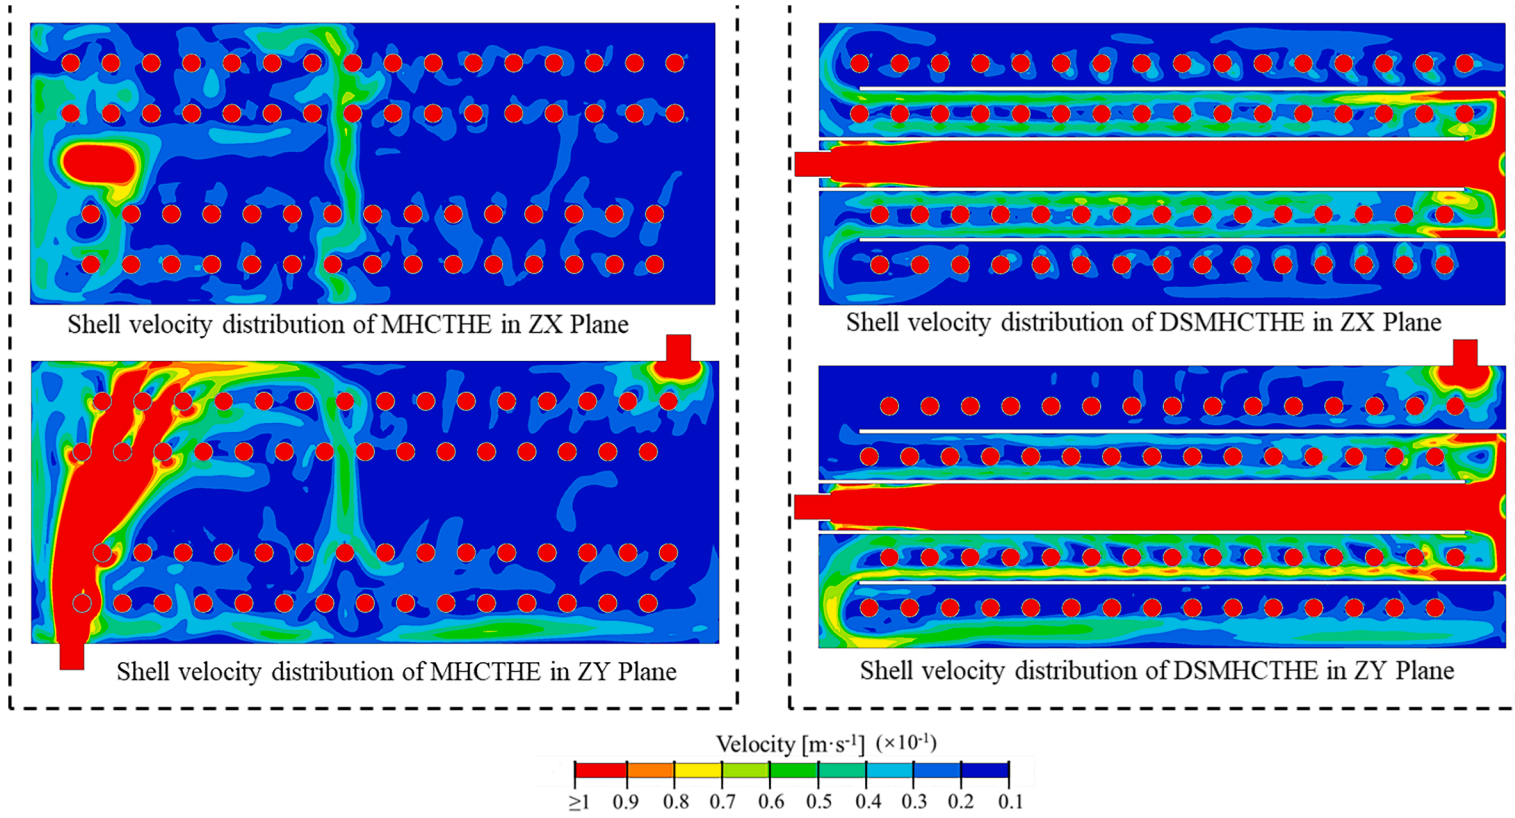 Shell velocity distribution of MHCTHE in ZX Plane
Shell velocity distribution of DSMHCTHE in ZX Plane
Shell velocity distribution of MHCTHE in ZY Plane
Shell velocity distribution of DSMHCTHE in ZY Plane
Velocity [m·s⁻¹] (×10⁻¹)
≥1 0.9 0.8 0.7 0.6 0.5 0.4 0.3 0.2 0.1